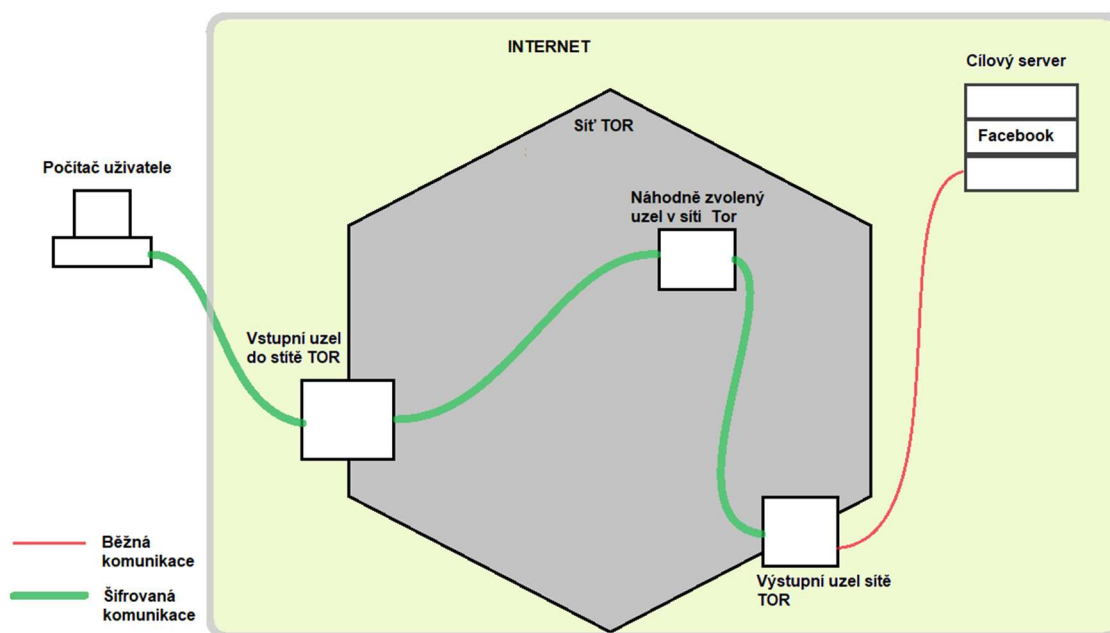 INTERNET
Cílový server
Facebook
Síť TOR
Počítač uživatele
Náhodně zvolený
uzel v síti Tor
Vstupní uzel
do stítě TOR
Výstupní uzel sítě
TOR
Běžná
komunikace
Šifrovaná
komunikace